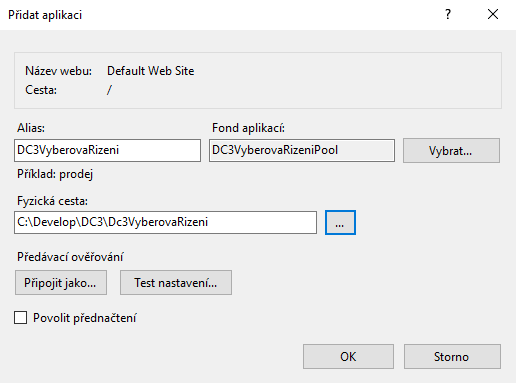 Přidat aplikaci
Název webu: Default Web Site
Cesta: /
Alias: Fond aplikací:
DC3VyberovaRizeni DC3VyberovaRizeniPool Vybrat...
Příklad: prodej
Fyzická cesta:
C:\Develop\DC3\Dc3VyberovaRizeni ...
Předávací ověřování
Připojit jako... Test nastavení...
Povolit přednačtení
OK Storno